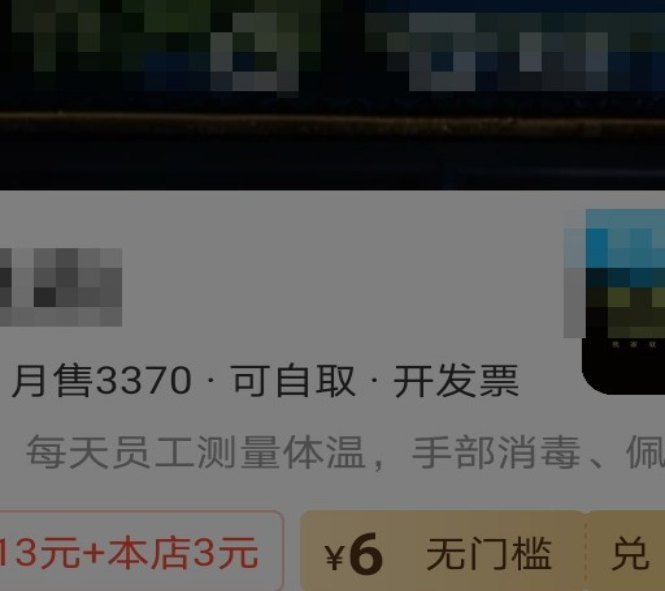 月售3370 · 可自取 · 开发票
每天员工测量体温，手部消毒、佩
13元+本店3元
¥6 无门槛 兑